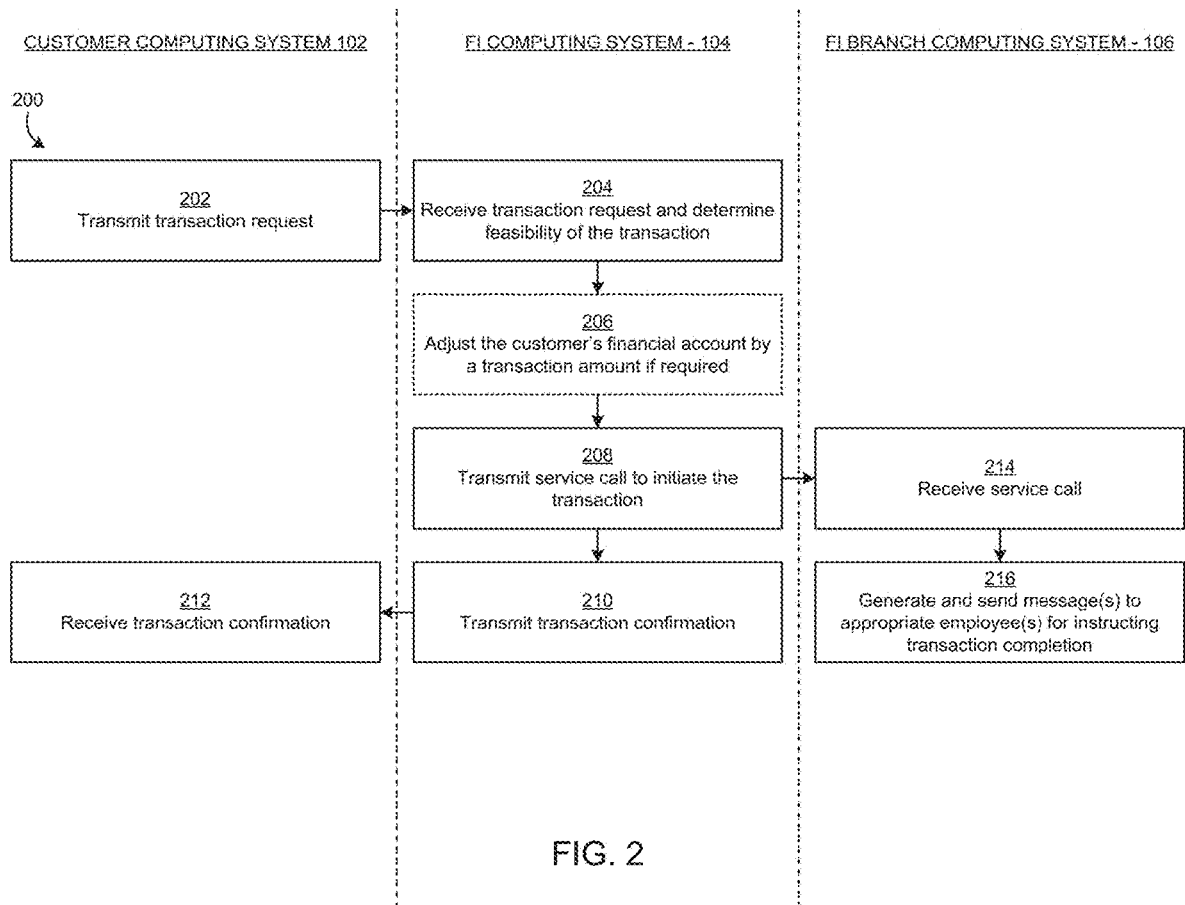 CUSTOMER COMPUTING SYSTEM 102
FI COMPUTING SYSTEM - 104
FI BRANCH COMPUTING SYSTEM - 106
200
202
Transmit transaction request
204
Receive transaction request and determine
feasibility of the transaction
206
Adjust the customer's financial account by
a transaction amount if required
208
Transmit service call to initiate the
transaction
214
Receive service call
212
Receive transaction confirmation
210
Transmit transaction confirmation
216
Generate and send message(s) to
appropriate employee(s) for instructing
transaction completion
FIG. 2